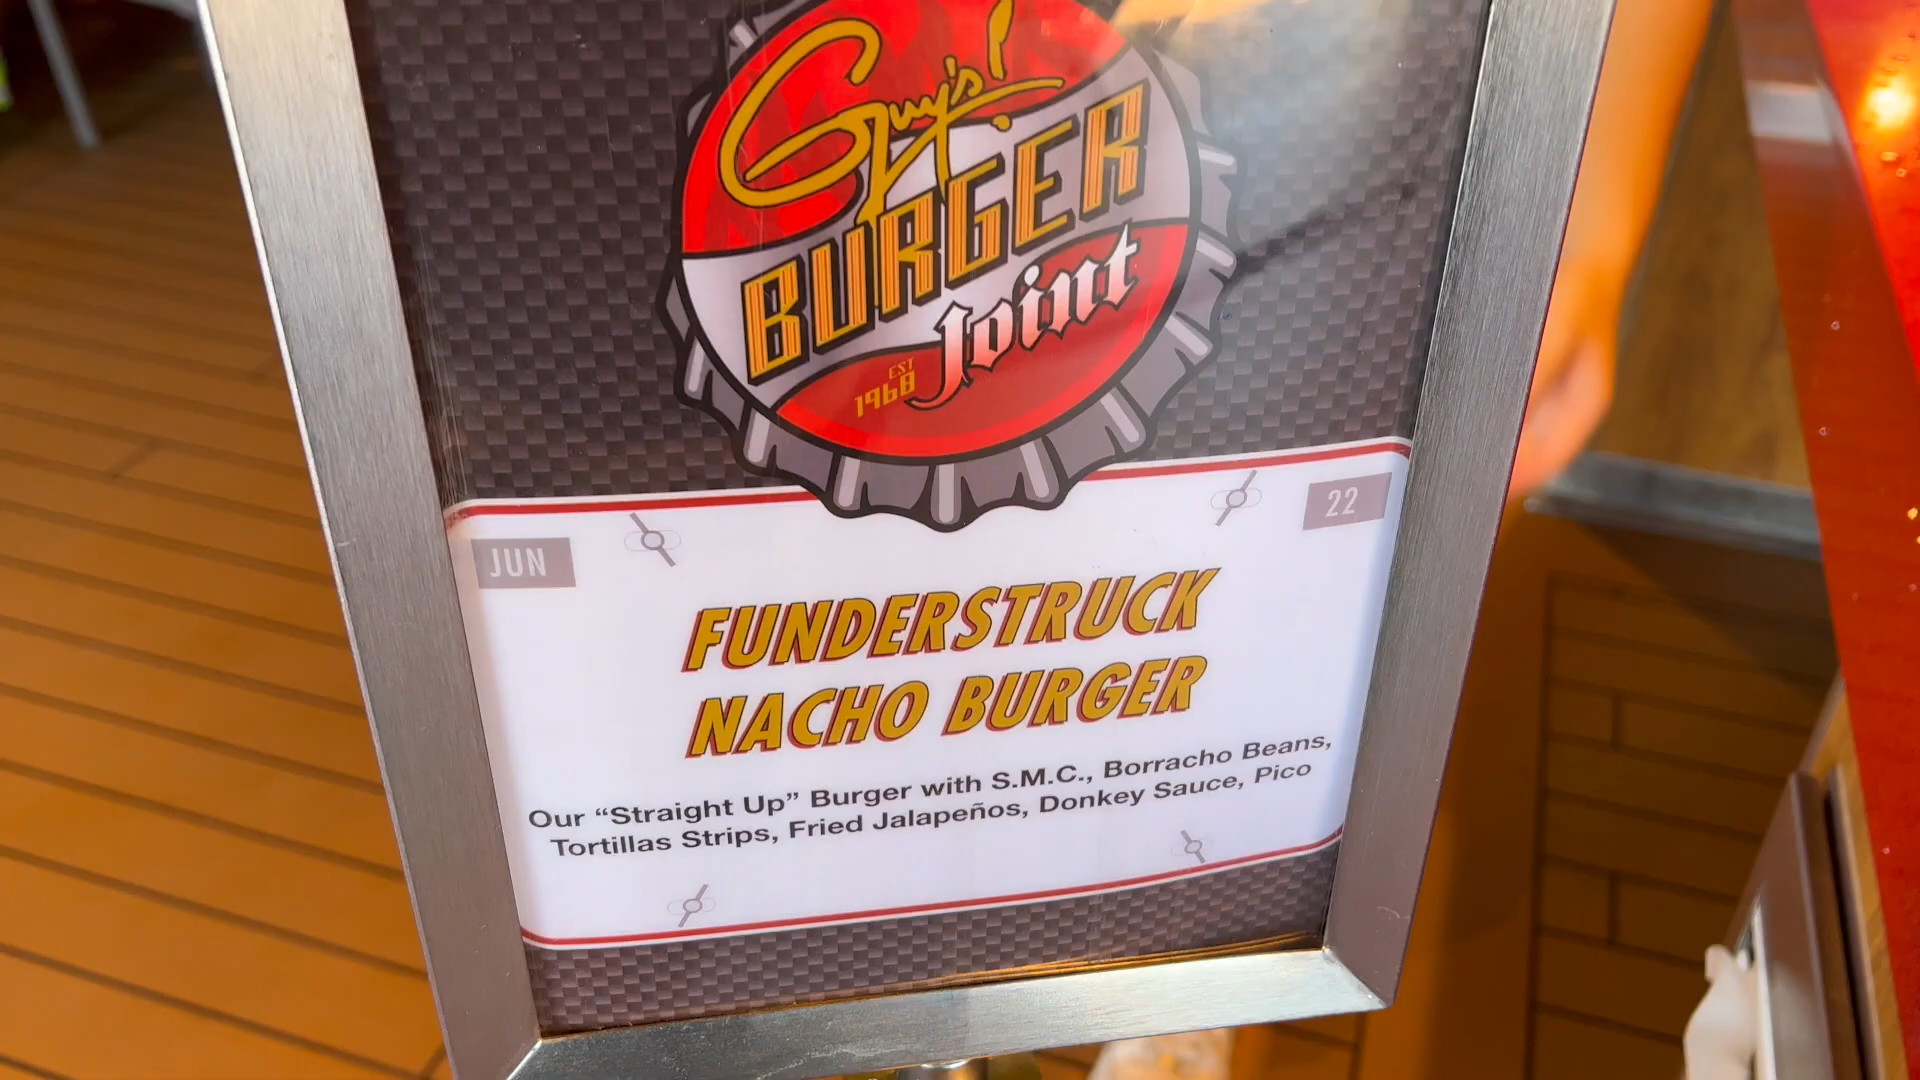 Guy's!
BURGER
Joint
EST
1968
JUN
22
FUNDERSTRUCK
NACHO BURGER
Our “Straight Up” Burger with S.M.C., Borracho Beans,
Tortillas Strips, Fried Jalapeños, Donkey Sauce, Pico